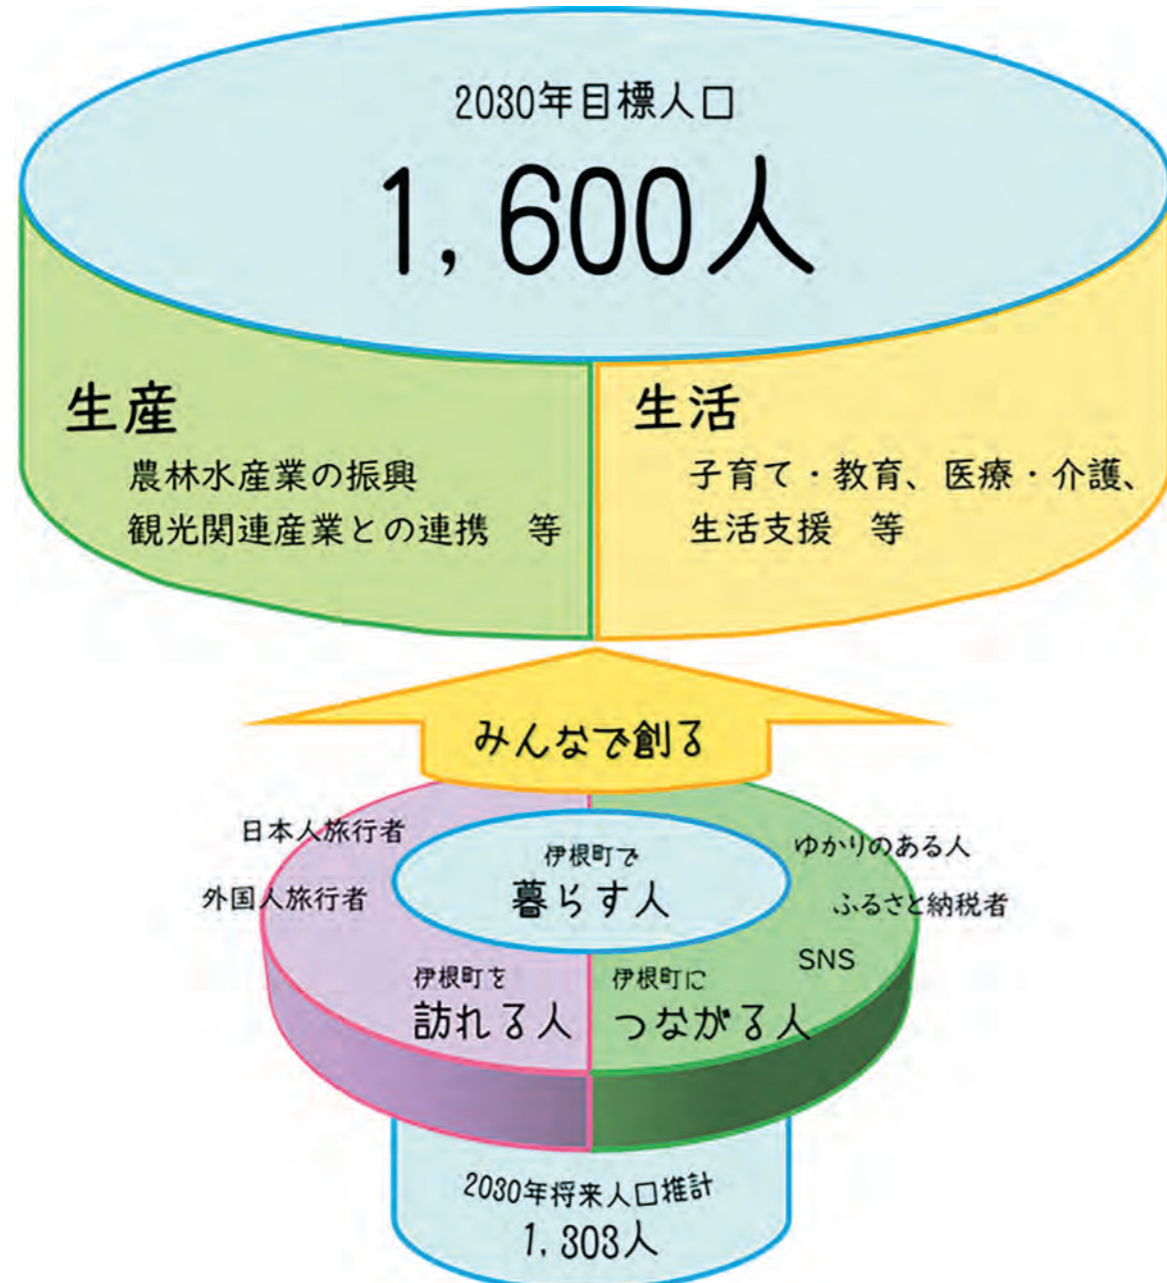 2030年目標人口
1,600人
生産
農林水産業の振興
観光関連産業との連携　等
生活
子育て・教育、医療・介護、
生活支援　等
みんなで創る
日本人旅行者
外国人旅行者
伊根町で
暮らす人
ゆかりのある人
ふるさと納税者
SNS
伊根町を
訪れる人
伊根町に
つながる人
2030年将来人口推計
1,303人